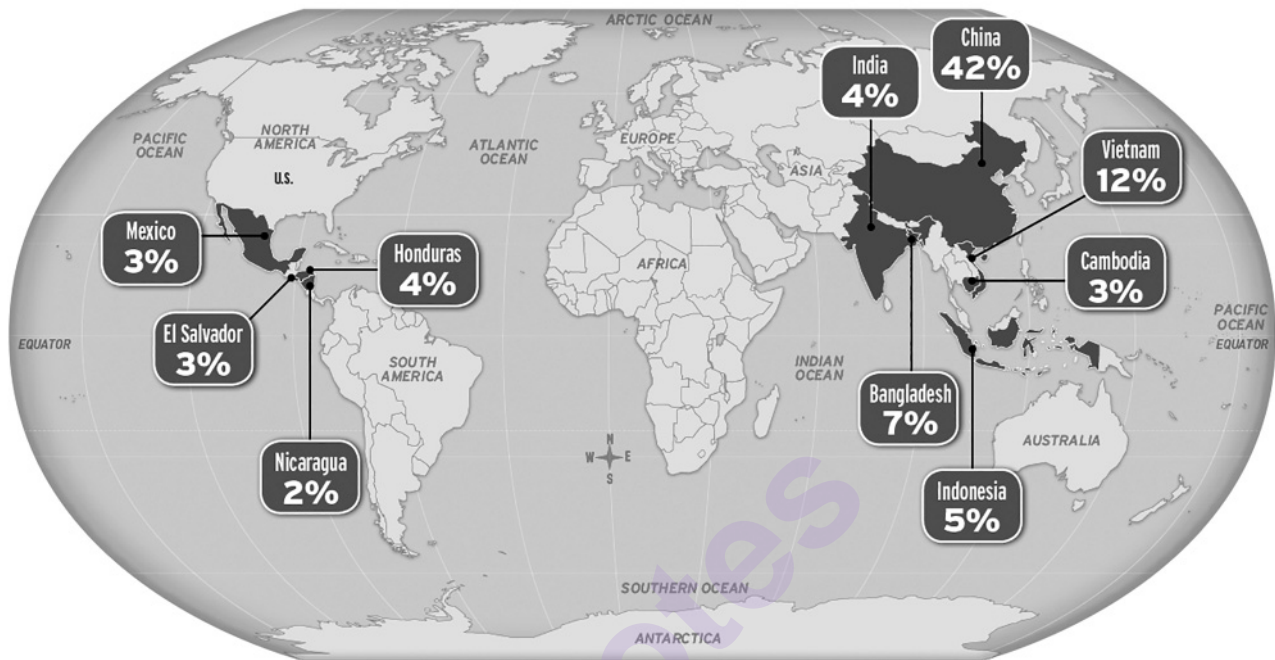 ARCTIC OCEAN
China
42%
India
4%
PACIFIC
OCEAN
NORTH
AMERICA
ATLANTIC
OCEAN
EUROPE
ASIA
Vietnam
12%
U.S.
Mexico
3%
Honduras
4%
AFRICA
Cambodia
3%
El Salvador
3%
PACIFIC
OCEAN
EQUATOR
EQUATOR
SOUTH
AMERICA
INDIAN
OCEAN
Bangladesh
7%
AUSTRALIA
N
W E
S
Nicaragua
2%
Indonesia
5%
SOUTHERN OCEAN
ANTARCTICA